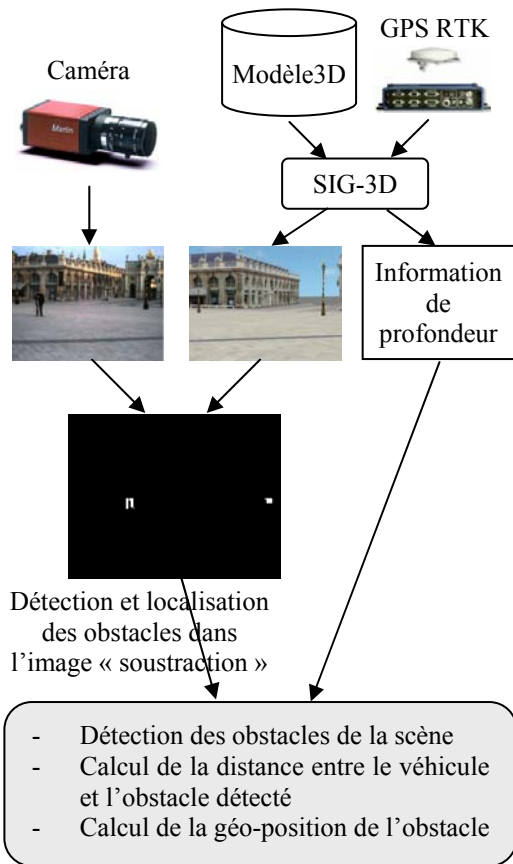 GPS RTK
Caméra
Modèle3D
Martin
SIG-3D
Information
de
profondeur
Détection et localisation
des obstacles dans
l’image « soustraction »
- Détection des obstacles de la scène
- Calcul de la distance entre le véhicule
et l’obstacle détecté
- Calcul de la géo-position de l’obstacle